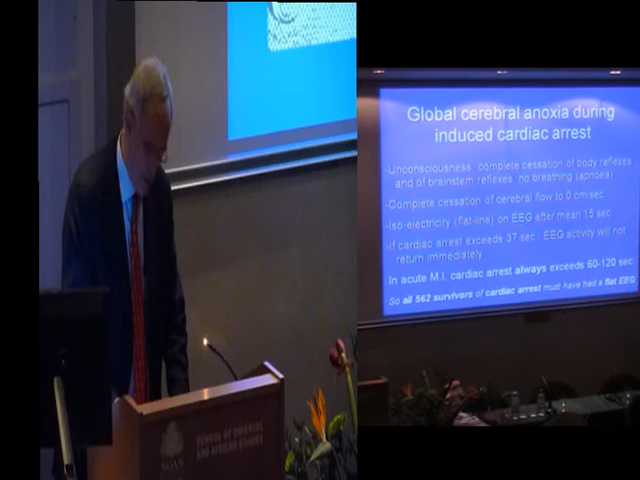 Global cerebral anoxia during
induced cardiac arrest
-Unconsciousness, complete cessation of body reflexes
and of brainstem reflexes, no breathing (apnoea)
-Complete cessation of cerebral flow to 0 cm/sec
-Iso-electricity (flat-line) on EEG after mean 15 sec
-If cardiac arrest exceeds 37 sec EEG activity will not
return immediately
In acute M.I. cardiac arrest always exceeds 60-120 sec
So all 562 survivors of cardiac arrest must have had a flat EEG
SCHOOL OF ORIENTAL
AND AFRICAN STUDIES
SOAS